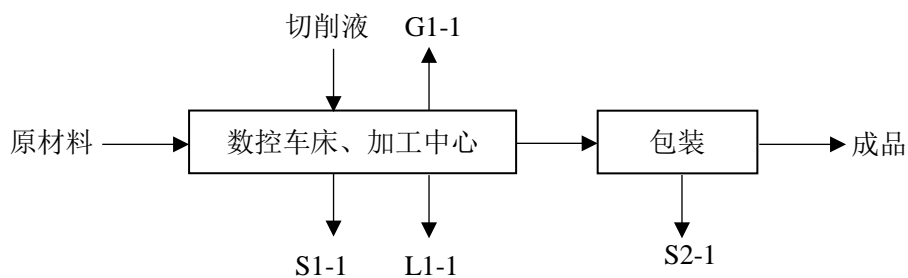 切削液
G1-1
原材料
数控车床、加工中心
包装
成品
S1-1
L1-1
S2-1